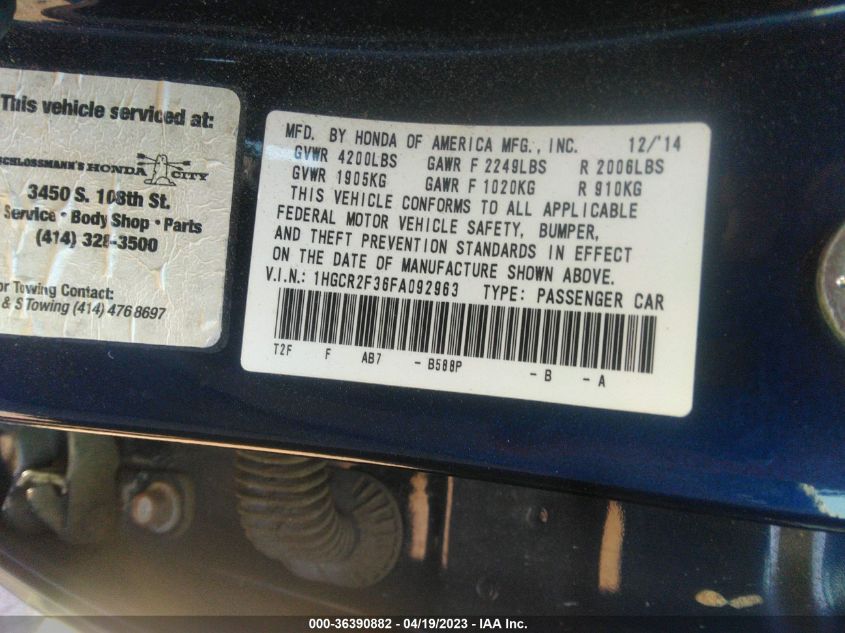 This vehicle serviced at:
SCHLOSSMANN'S HONDA CITY
3450 S. 108th St.
Service • Body Shop • Parts
(414) 328-3500
or Towing Contact:
& S Towing (414) 476 8697
MFD. BY HONDA OF AMERICA MFG., INC. 12/'14
GVWR 4200LBS GAWR F 2249LBS R 2006LBS
GVWR 1905KG GAWR F 1020KG R 910KG
THIS VEHICLE CONFORMS TO ALL APPLICABLE
FEDERAL MOTOR VEHICLE SAFETY, BUMPER,
AND THEFT PREVENTION STANDARDS IN EFFECT
ON THE DATE OF MANUFACTURE SHOWN ABOVE.
V.I.N.: 1HGCR2F36FA092963 TYPE: PASSENGER CAR
T2F F AB7 - B588P - B - A
000-36390882 - 04/19/2023 - IAA Inc.